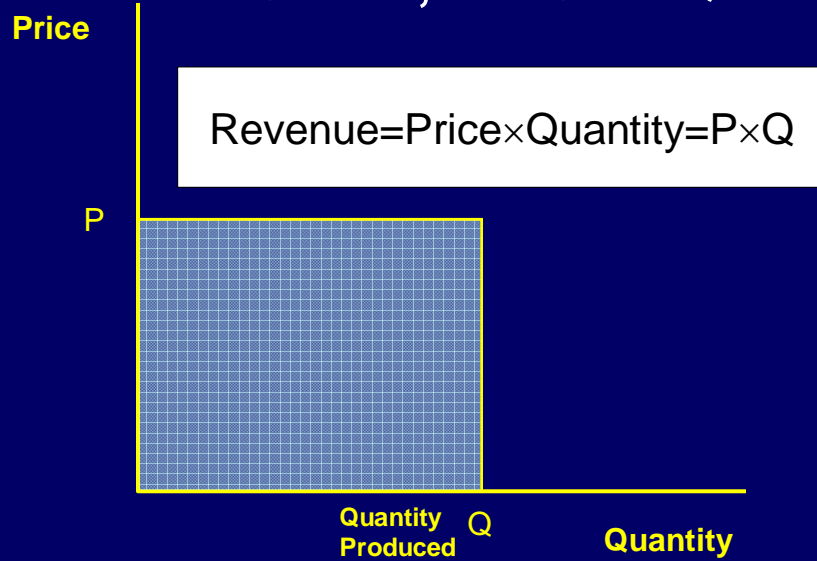 Price
Revenue=Price×Quantity=P×Q
P
Quantity
Produced
Q
Quantity